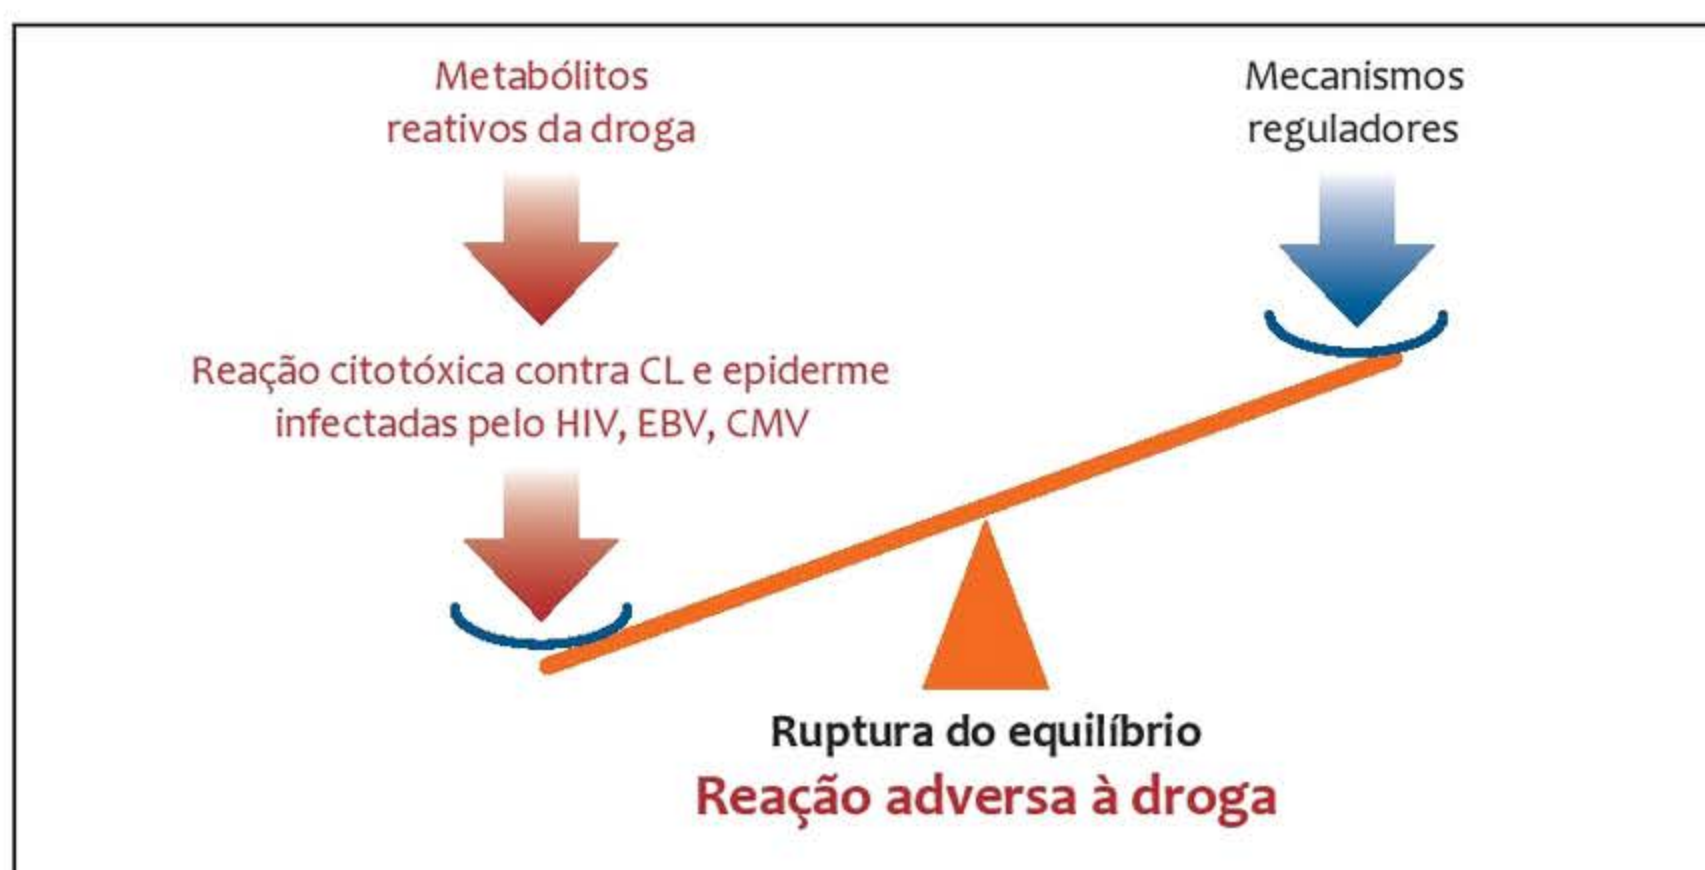 Metabólitos
reativos da droga
Mecanismos
reguladores
Reação citotóxica contra CL e epiderme
infectadas pelo HIV, EBV, CMV
Ruptura do equilíbrio
Reação adversa à droga